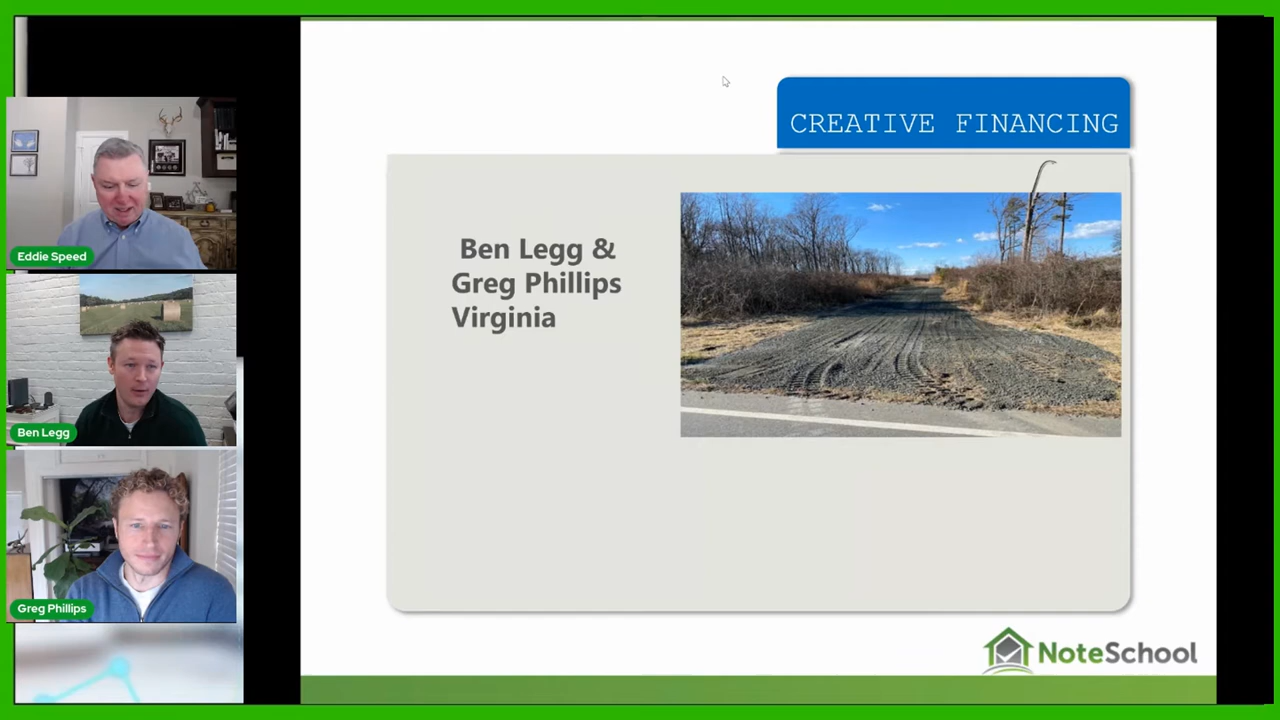 CREATIVE FINANCING
Ben Legg &
Greg Phillips
Virginia
Eddie Speed
Ben Legg
Greg Phillips
NoteSchool